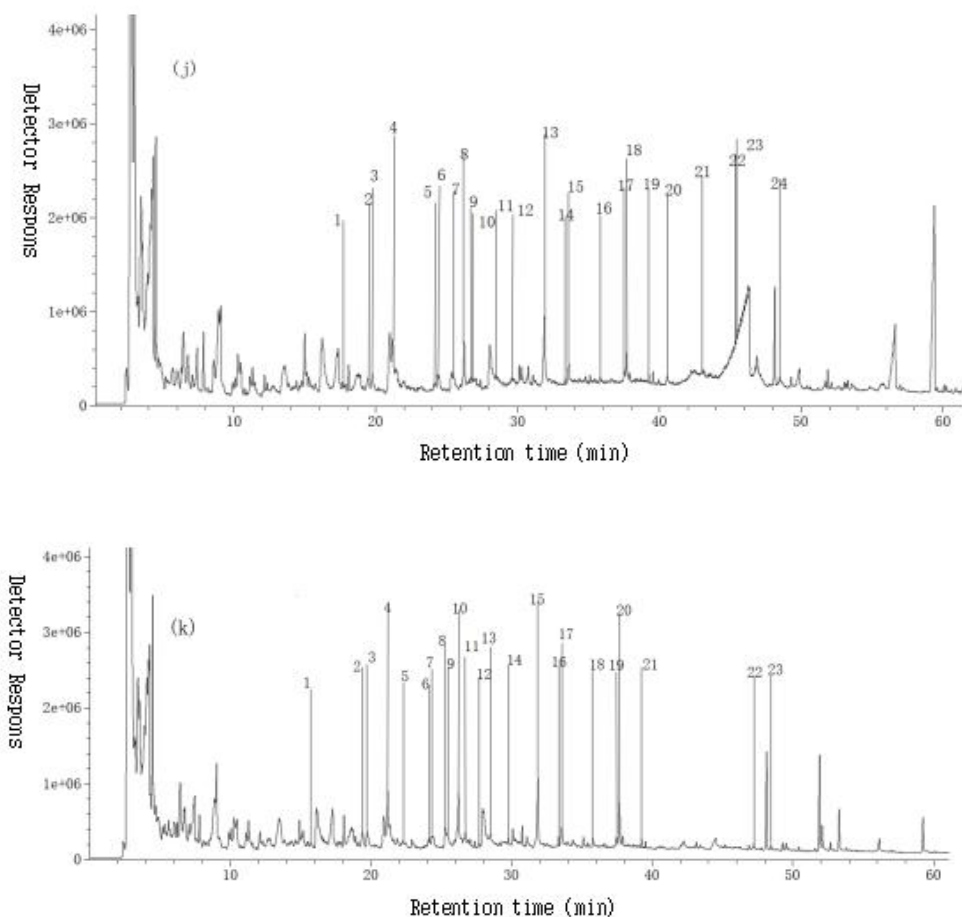 4e+06
(j)
Detector Respons
3e+06
2e+06
1e+06
0
1 2 3 4 5 6 7 8 9 10 11 12 13 14 15 16 17 18 19 20 21 22 23 24
10 20 30 40 50 60
Retention time (min)
4e+06
(k)
Detector Respons
3e+06
2e+06
1e+06
0
1 2 3 4 5 6 7 8 9 10 11 12 13 14 15 16 17 18 19 20 21 22 23
10 20 30 40 50 60
Retention time (min)